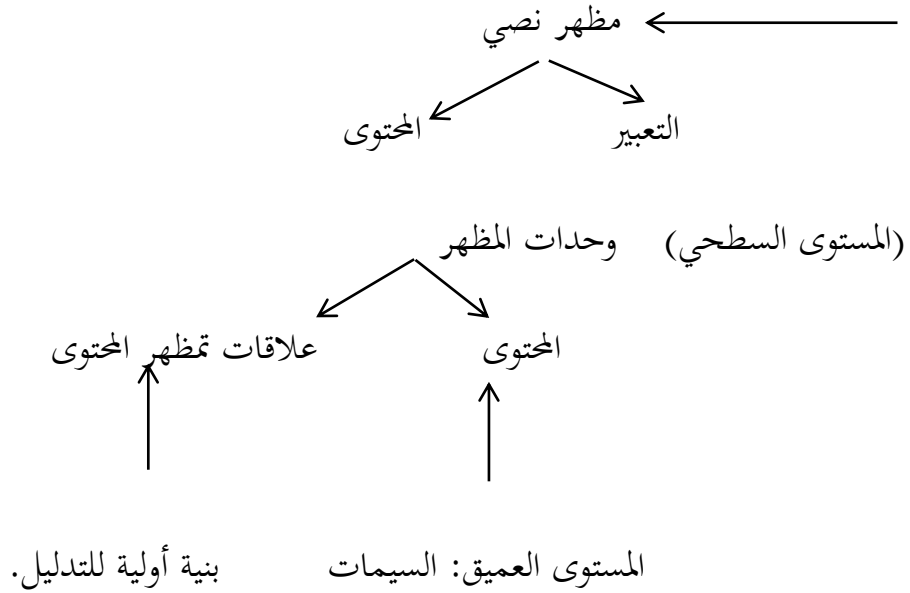 مظهر نصي
التعبير المحتوى
(المستوى السطحي) وحدات المظهر
المحتوى علاقات تمظهر المحتوى
المستوى العميق: السيمات بنية أولية للتدليل.